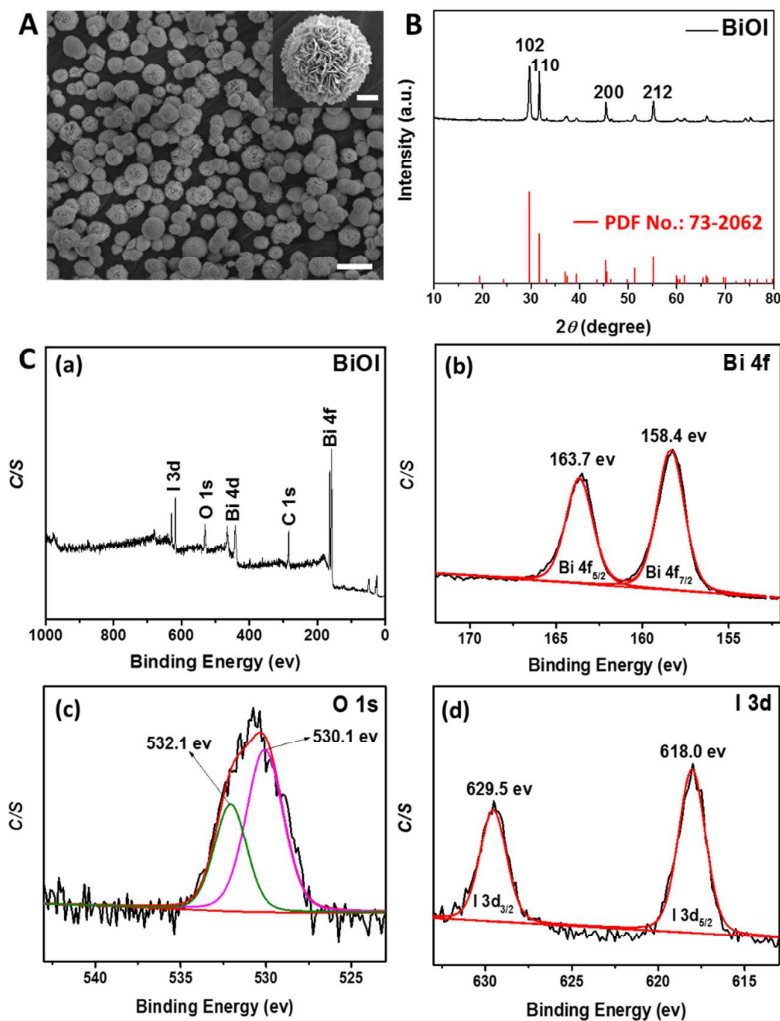 A
B
BiOI
102
110
200
212
Intensity (a.u.)
PDF No.: 73-2062
10 20 30 40 50 60 70 80
2θ (degree)
C
(a)
BiOI
C/S
I 3d
O 1s
Bi 4d
C 1s
Bi 4f
1000 800 600 400 200 0
Binding Energy (ev)
(b)
Bi 4f
C/S
163.7 ev
158.4 ev
Bi 4f5/2
Bi 4f7/2
170 165 160 155
Binding Energy (ev)
(c)
O 1s
C/S
532.1 ev
530.1 ev
540 535 530 525
Binding Energy (ev)
(d)
I 3d
C/S
629.5 ev
618.0 ev
I 3d3/2
I 3d5/2
630 625 620 615
Binding Energy (ev)